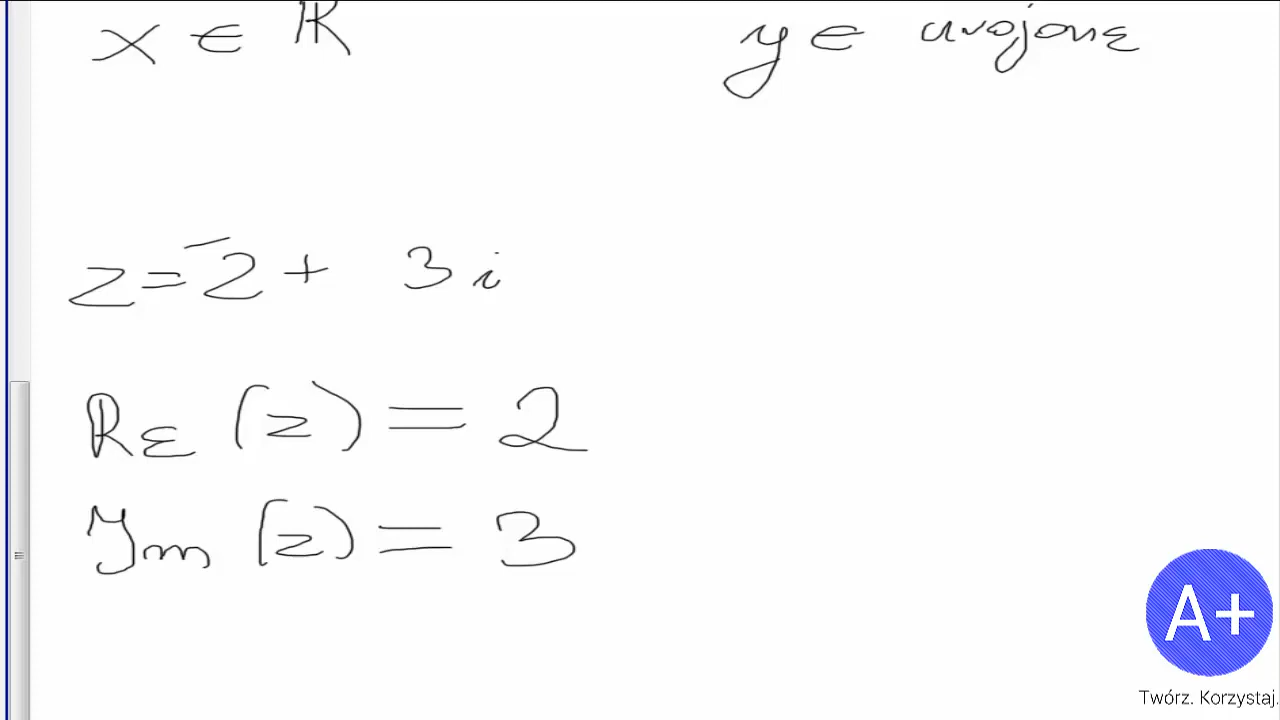 x ∈ ℝ y ∈ urojone
z = -2 + 3i
Re (z) = 2
Im (z) = 3
A+
Twórz. Korzystaj.